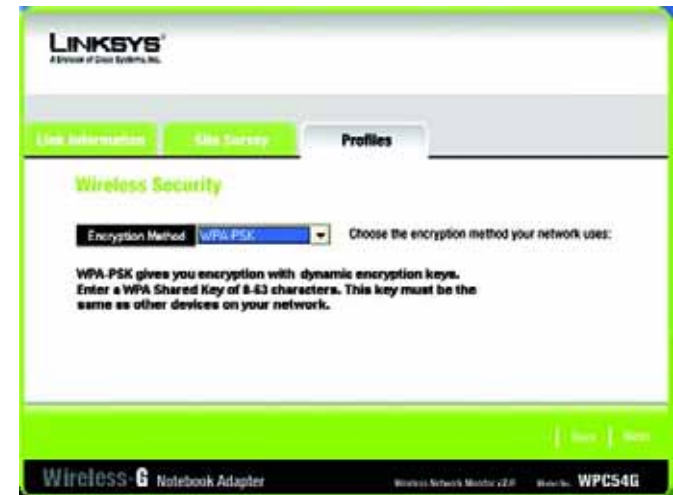 LINKSYS®
A Division of Cisco Systems, Inc.
Link Information Site Survey Profiles
Wireless Security
Encryption Method WPA-PSK Choose the encryption method your network uses:
WPA-PSK gives you encryption with dynamic encryption keys.
Enter a WPA Shared Key of 8-63 characters. This key must be the
same as other devices on your network.
Back Next
Wireless-G Notebook Adapter Wireless Network Monitor v2.0 Model No. WPC54G